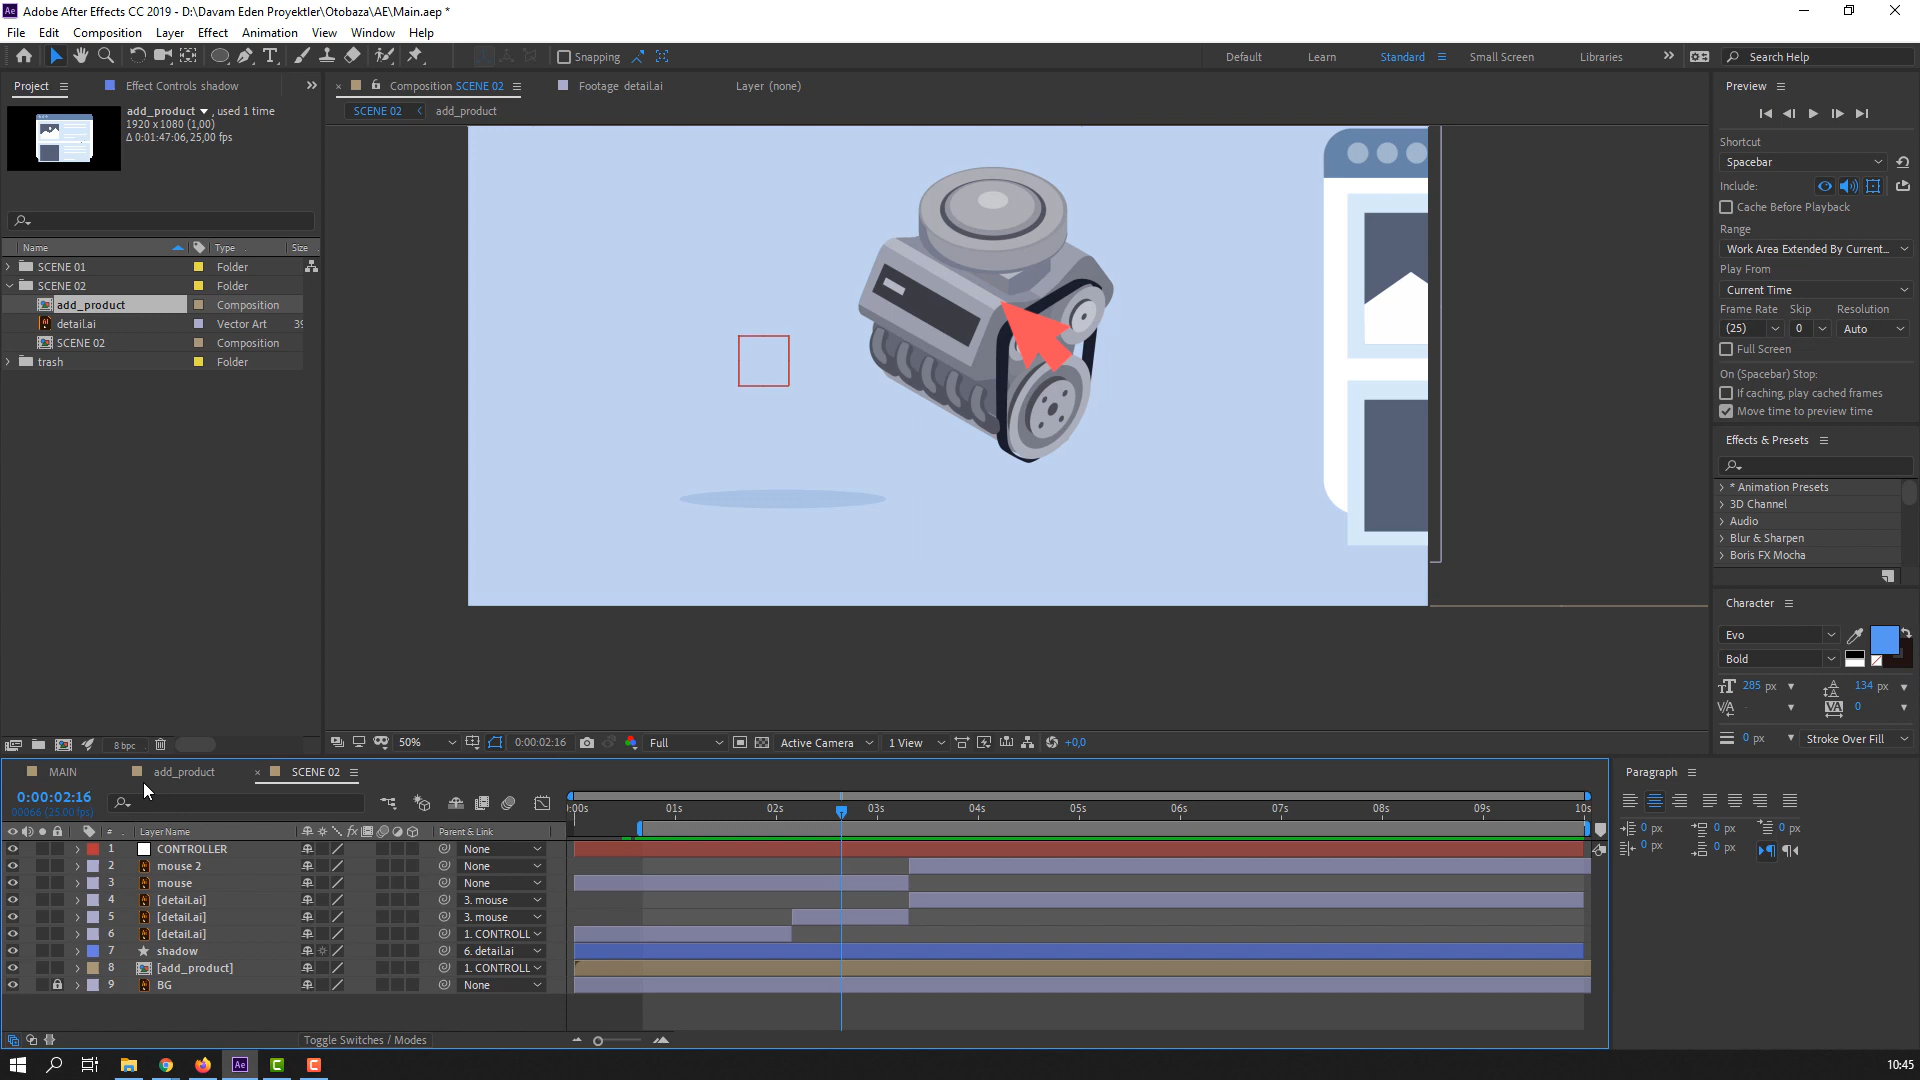 Adobe After Effects CC 2019 - D:\Davam Eden Proyektler\Otobaza\AE\Main.aep *
File Edit Composition Layer Effect Animation View Window Help
Snapping
Default Learn Standard Small Screen Libraries Search Help
Project Effect Controls shadow
Composition SCENE 02 Footage detail.ai Layer (none)
Preview
add_product, used 1 time
1920 x 1080 (1,00)
Δ 0:01:47:06, 25,00 fps
SCENE 02 add_product
Shortcut
Spacebar
Include:
Cache Before Playback
Range
Work Area Extended By Current...
Play From
Current Time
Frame Rate Skip Resolution
(25) 0 Auto
Full Screen
On (Spacebar) Stop:
If caching, play cached frames
Move time to preview time
Name Type Size
SCENE 01 Folder
SCENE 02 Folder
add_product Composition
detail.ai Vector Art 39
SCENE 02 Composition
trash Folder
Effects & Presets
* Animation Presets
3D Channel
Audio
Blur & Sharpen
Boris FX Mocha
Character
Evo
Bold
285 px 134 px
0
0 px Stroke Over Fill
8 bpc
50% 0:00:02:16 Full Active Camera 1 View +0,0
MAIN add_product SCENE 02
0:00:02:16
00066 (25.00 fps)
:00s 01s 02s 03s 04s 05s 06s 07s 08s 09s 10s
# Layer Name Parent & Link
1 CONTROLLER None
2 mouse 2 None
3 mouse None
4 [detail.ai] 3. mouse
5 [detail.ai] 3. mouse
6 [detail.ai] 1. CONTROLL
7 shadow 6. detail.ai
8 [add_product] 1. CONTROLL
9 BG None
Toggle Switches / Modes
Paragraph
0 px 0 px 0 px
0 px 0 px
10:45